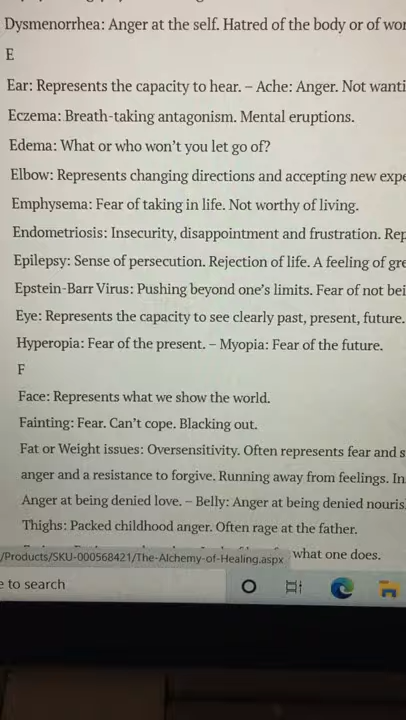 Dysmenorrhea: Anger at the self. Hatred of the body or of
E
Ear: Represents the capacity to hear. – Ache: Anger. Not
Eczema: Breath-taking antagonism. Mental eruptions.
Edema: What or who won't you let go of?
Elbow: Represents changing directions and accepting new
Emphysema: Fear of taking in life. Not worthy of living.
Endometriosis: Insecurity, disappointment and frustration.
Epilepsy: Sense of persecution. Rejection of life. A feeling of
Epstein-Barr Virus: Pushing beyond one's limits. Fear of not
Eye: Represents the capacity to see clearly past, present, future.
Hyperopia: Fear of the present. – Myopia: Fear of the future.
F
Face: Represents what we show the world.
Fainting: Fear. Can't cope. Blacking out.
Fat or Weight issues: Oversensitivity. Often represents fear and
anger and a resistance to forgive. Running away from feelings.
Anger at being denied love. – Belly: Anger at being denied
Thighs: Packed childhood anger. Often rage at the father.
what one does.
/Products/SKU-000568421/The-Alchemy-of-Healing.aspx
to search